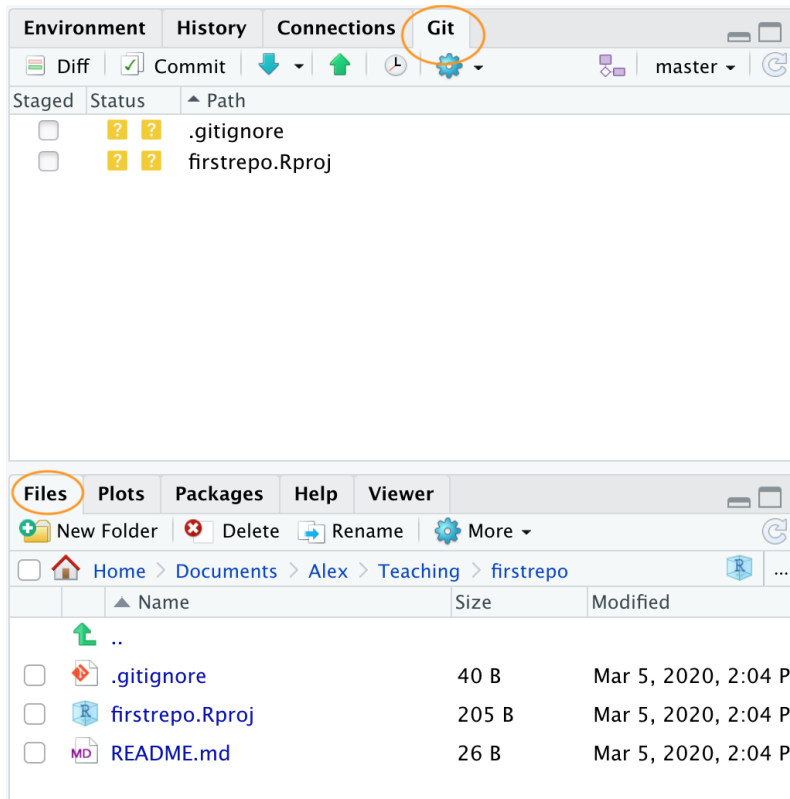 Environment History Connections Git
Diff Commit master
Staged Status Path
? ? .gitignore
? ? firstrepo.Rproj
Files Plots Packages Help Viewer
New Folder Delete Rename More
Home > Documents > Alex > Teaching > firstrepo R ...
Name Size Modified
..
.gitignore 40 B Mar 5, 2020, 2:04 P
R firstrepo.Rproj 205 B Mar 5, 2020, 2:04 P
MD README.md 26 B Mar 5, 2020, 2:04 P